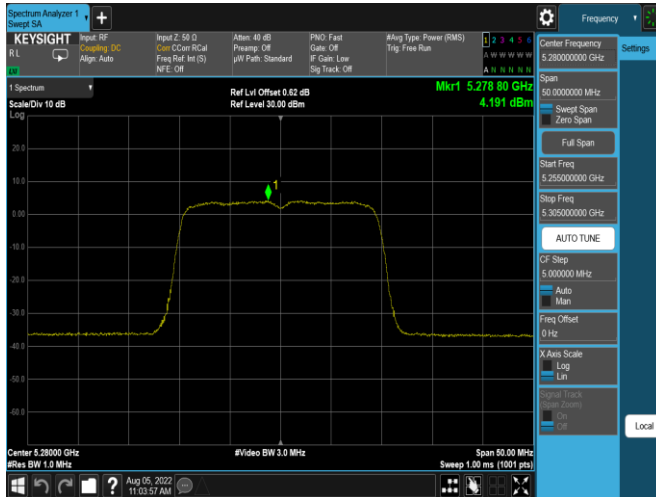 Spectrum Analyzer 1
Swept SA
+
Frequency
KEYSIGHT
RL
LV
Input: RF
Coupling: DC
Align: Auto
Input Z: 50 Ω
Corr CCorr RCal
Freq Ref: Int (S)
NFE: Off
Atten: 40 dB
Preamp: Off
µW Path: Standard
PNO: Fast
Gate: Off
IF Gain: Low
Sig Track: Off
#Avg Type: Power (RMS)
Trig: Free Run
1 2 3 4 5 6
A W W W W W
A N N N N N
1 Spectrum
Scale/Div 10 dB
Log
Ref Lvl Offset 0.62 dB
Ref Level 30.00 dBm
Mkr1 5.278 80 GHz
4.191 dBm
20.0
10.0
0.00
-10.0
-20.0
-30.0
-40.0
-50.0
-60.0
1
Center 5.28000 GHz
#Res BW 1.0 MHz
#Video BW 3.0 MHz
Span 50.00 MHz
Sweep 1.00 ms (1001 pts)
Aug 05, 2022
11:03:57 AM
Center Frequency
5.280000000 GHz
Span
50.0000000 MHz
Swept Span
Zero Span
Full Span
Start Freq
5.255000000 GHz
Stop Freq
5.305000000 GHz
AUTO TUNE
CF Step
5.000000 MHz
Auto
Man
Freq Offset
0 Hz
X Axis Scale
Log
Lin
Signal Track
(Span Zoom)
On
Off
Settings
Local